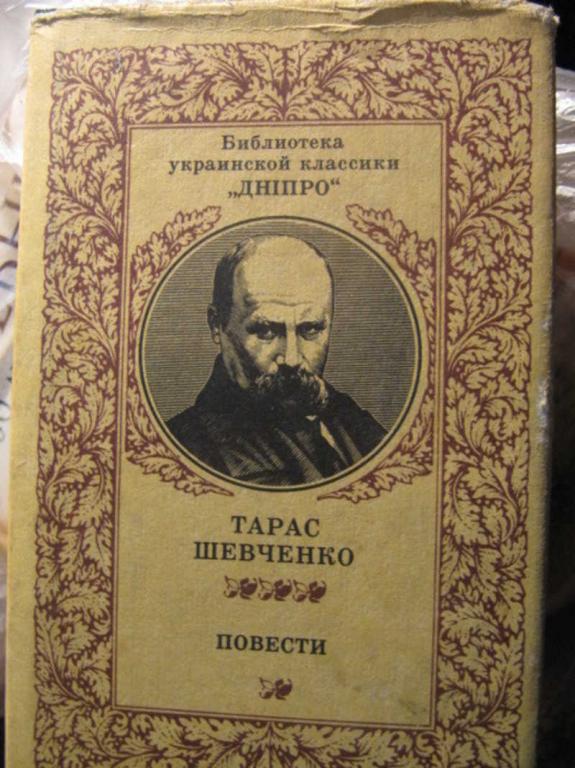 Библиотека
украинской классики
„ДНІПРО“
ТАРАС
ШЕВЧЕНКО
ПОВЕСТИ